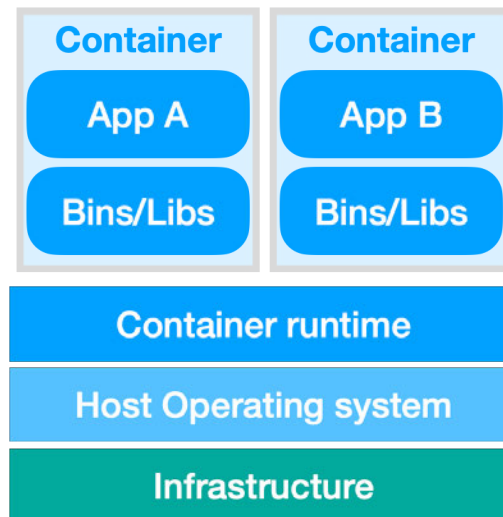 Container Container
App A App B
Bins/Libs Bins/Libs
Container runtime
Host Operating system
Infrastructure